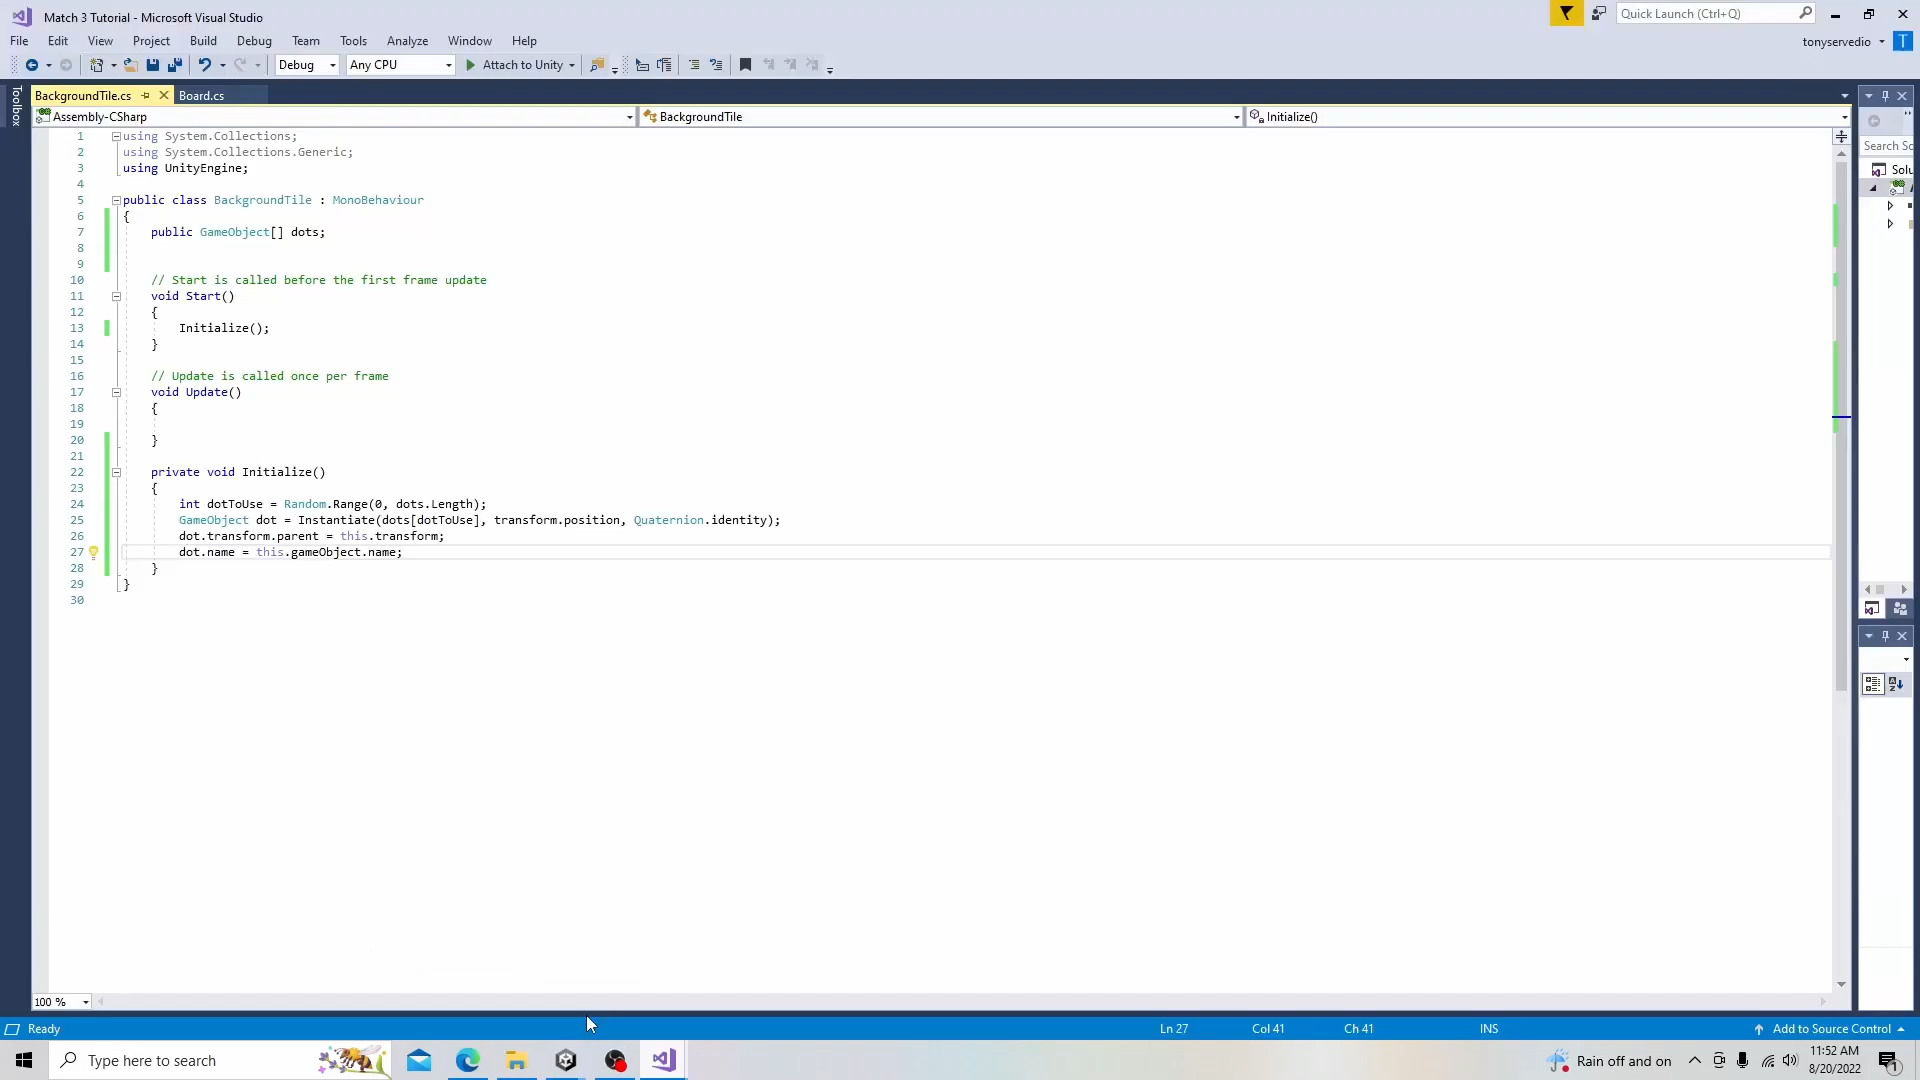 Match 3 Tutorial - Microsoft Visual Studio
Quick Launch (Ctrl+Q)
File Edit View Project Build Debug Team Tools Analyze Window Help
tonyservedio
T
Debug Any CPU Attach to Unity
Toolbox
BackgroundTile.cs Board.cs
Assembly-CSharp BackgroundTile Initialize()
1 using System.Collections;
2 using System.Collections.Generic;
3 using UnityEngine;
4
5 public class BackgroundTile : MonoBehaviour
6 {
7 public GameObject[] dots;
8
9
10 // Start is called before the first frame update
11 void Start()
12 {
13 Initialize();
14 }
15
16 // Update is called once per frame
17 void Update()
18 {
19
20 }
21
22 private void Initialize()
23 {
24 int dotToUse = Random.Range(0, dots.Length);
25 GameObject dot = Instantiate(dots[dotToUse], transform.position, Quaternion.identity);
26 dot.transform.parent = this.transform;
27 dot.name = this.gameObject.name;
28 }
29 }
30
Search So
Solu
100 %
Ready Ln 27 Col 41 Ch 41 INS Add to Source Control
Type here to search
Rain off and on
11:52 AM
8/20/2022
1